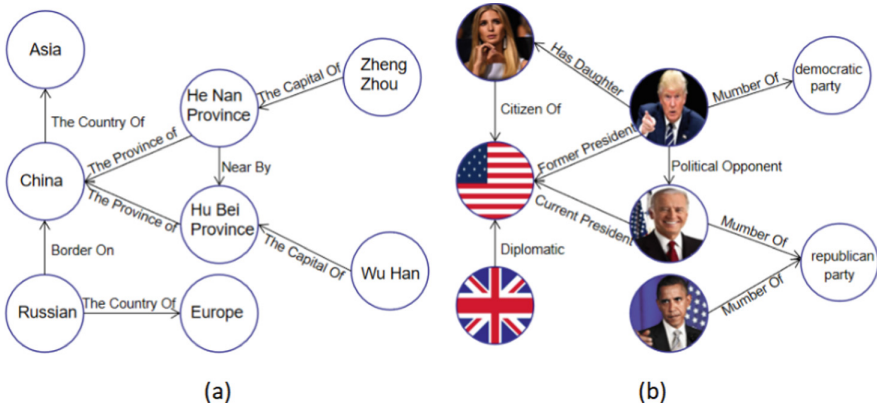 Asia
The Country Of
China
Border On
Russian
The Country Of
Europe
The Province of
The Province of
He Nan
Province
Near By
Hu Bei
Province
The Capital Of
Zheng
Zhou
The Capital Of
Wu Han
(a)
Has Daughter
Citizen Of
Former President
Current President
Diplomatic
Mumber Of
democratic
party
Political Opponent
Mumber Of
republican
party
Mumber Of
(b)